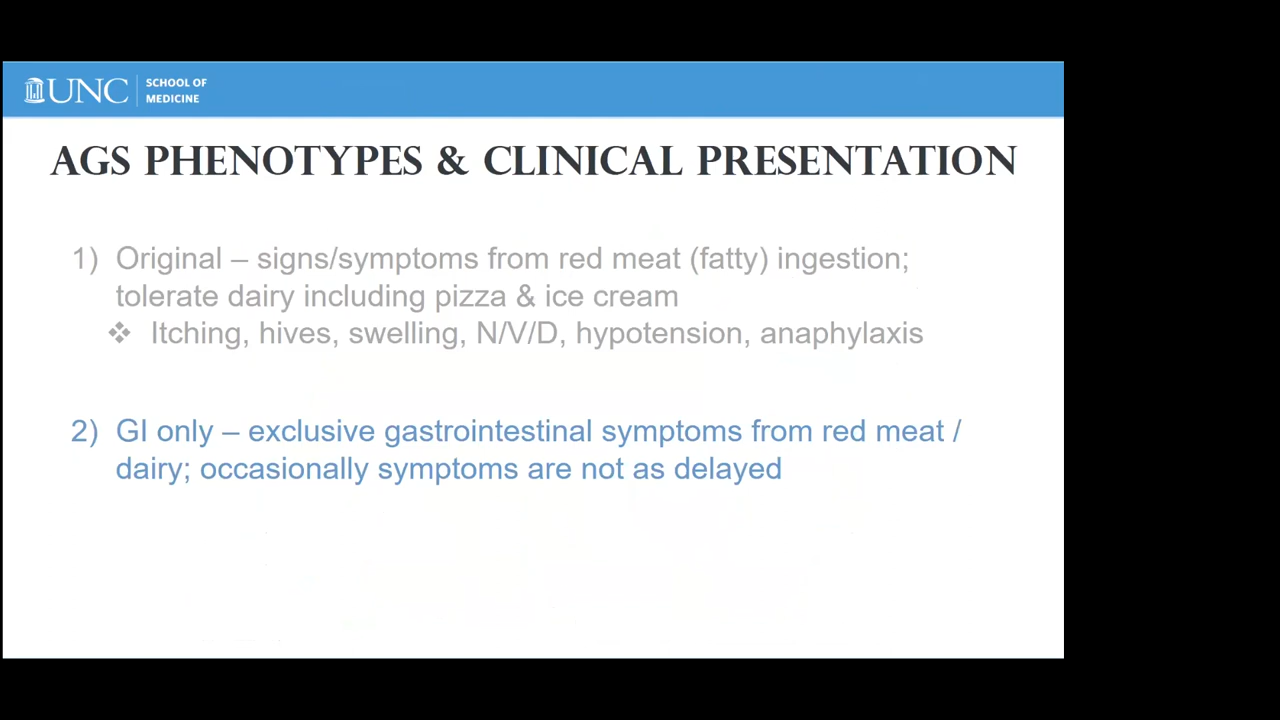 UNC SCHOOL OF
MEDICINE
AGS PHENOTYPES & CLINICAL PRESENTATION
1) Original – signs/symptoms from red meat (fatty) ingestion;
tolerate dairy including pizza & ice cream
❖ Itching, hives, swelling, N/V/D, hypotension, anaphylaxis
2) GI only – exclusive gastrointestinal symptoms from red meat /
dairy; occasionally symptoms are not as delayed